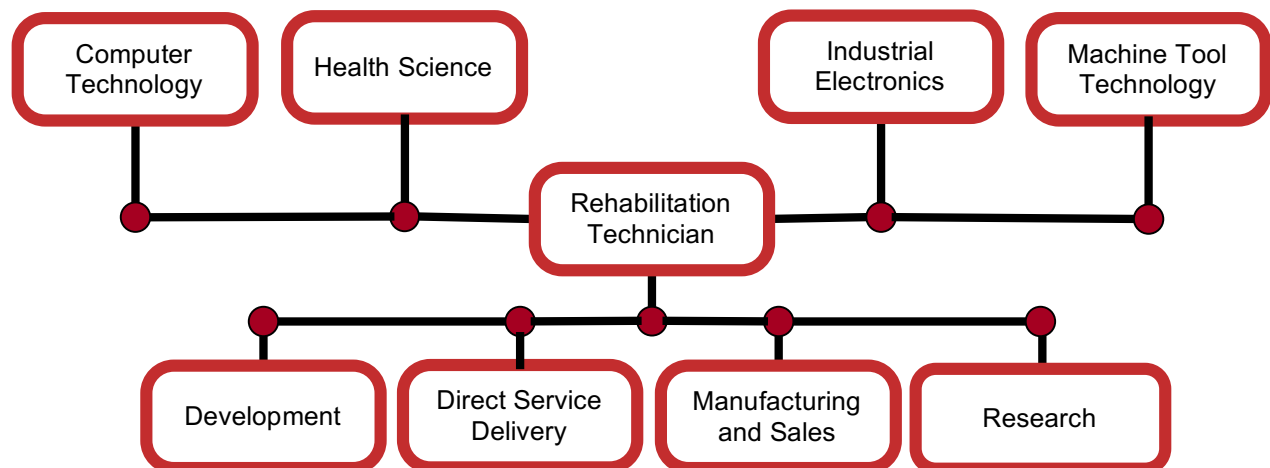 Computer
Technology
Health Science
Industrial
Electronics
Machine Tool
Technology
Rehabilitation
Technician
Development
Direct Service
Delivery
Manufacturing
and Sales
Research